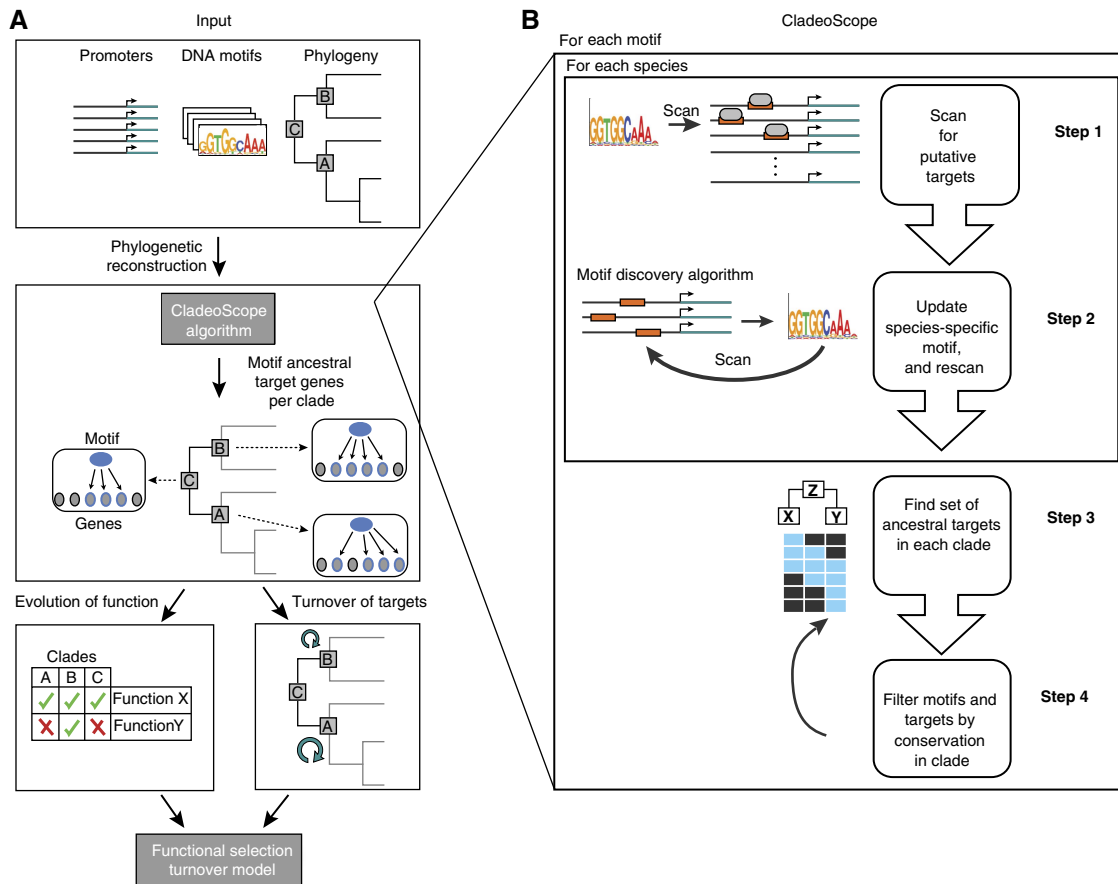 A
Input
Promoters
DNA motifs
Phylogeny
GGTGGCAAA
B
C
A
Phylogenetic
reconstruction
CladeoScope
algorithm
Motif ancestral
target genes
per clade
Motif
Genes
B
C
A
Evolution of function
Turnover of targets
Clades
A B C
Function X
FunctionY
B
C
A
Functional selection
turnover model
B
CladeoScope
For each motif
For each species
GGTGGCAAA
Scan
Scan
for
putative
targets
Step 1
Motif discovery algorithm
GGTGGCAAA
Scan
Update
species-specific
motif,
and rescan
Step 2
Z
X Y
Find set of
ancestral targets
in each clade
Step 3
Filter motifs and
targets by
conservation
in clade
Step 4